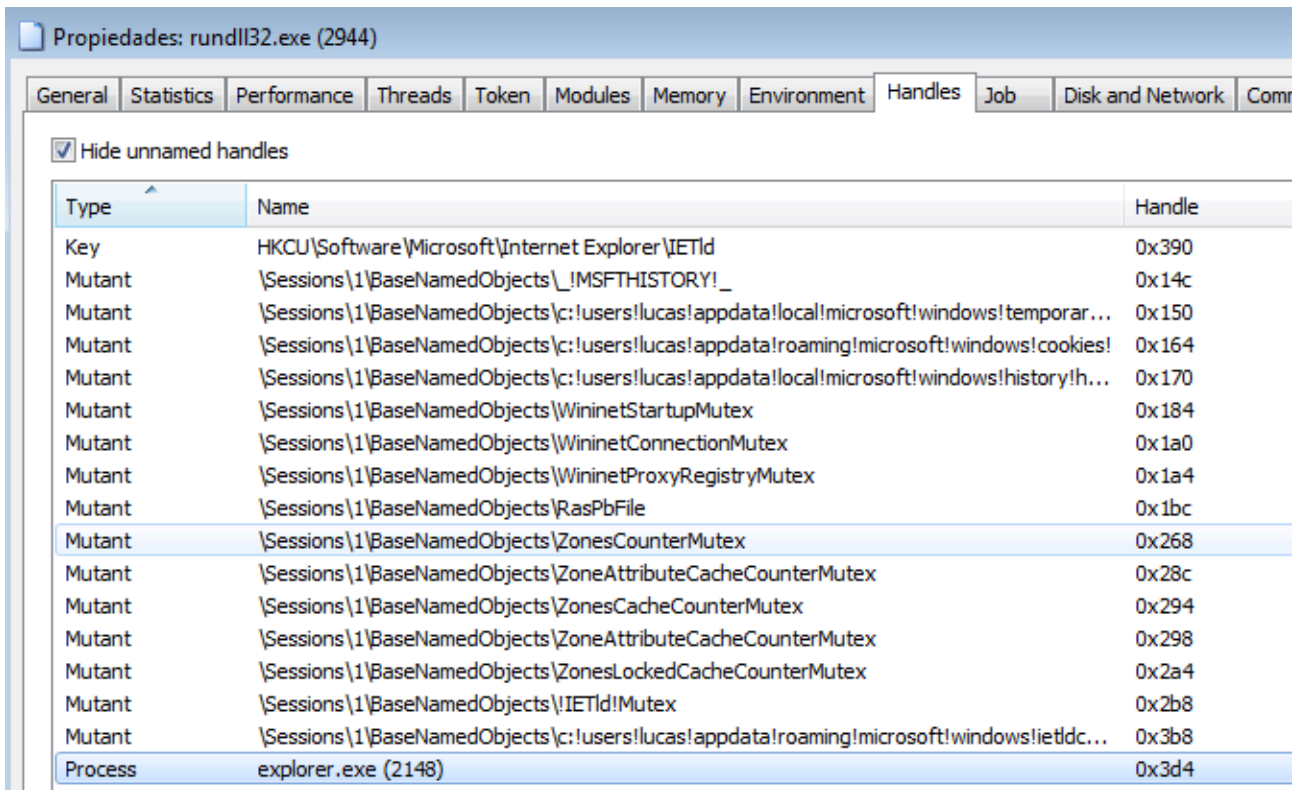 Propiedades: rundll32.exe (2944)
General Statistics Performance Threads Token Modules Memory Environment Handles Job Disk and Network Comm
Hide unnamed handles
Type Name Handle
Key HKCU\Software\Microsoft\Internet Explorer\IETld 0x390
Mutant \Sessions\1\BaseNamedObjects\_!MSFTHISTORY!_ 0x14c
Mutant \Sessions\1\BaseNamedObjects\c:!users!lucas!appdata!local!microsoft!windows!temporar... 0x150
Mutant \Sessions\1\BaseNamedObjects\c:!users!lucas!appdata!roaming!microsoft!windows!cookies! 0x164
Mutant \Sessions\1\BaseNamedObjects\c:!users!lucas!appdata!local!microsoft!windows!history!h... 0x170
Mutant \Sessions\1\BaseNamedObjects\WininetStartupMutex 0x184
Mutant \Sessions\1\BaseNamedObjects\WininetConnectionMutex 0x1a0
Mutant \Sessions\1\BaseNamedObjects\WininetProxyRegistryMutex 0x1a4
Mutant \Sessions\1\BaseNamedObjects\RasPbFile 0x1bc
Mutant \Sessions\1\BaseNamedObjects\ZonesCounterMutex 0x268
Mutant \Sessions\1\BaseNamedObjects\ZoneAttributeCacheCounterMutex 0x28c
Mutant \Sessions\1\BaseNamedObjects\ZonesCacheCounterMutex 0x294
Mutant \Sessions\1\BaseNamedObjects\ZoneAttributeCacheCounterMutex 0x298
Mutant \Sessions\1\BaseNamedObjects\ZonesLockedCacheCounterMutex 0x2a4
Mutant \Sessions\1\BaseNamedObjects\!IETld!Mutex 0x2b8
Mutant \Sessions\1\BaseNamedObjects\c:!users!lucas!appdata!roaming!microsoft!windows!ietldc... 0x3b8
Process explorer.exe (2148) 0x3d4